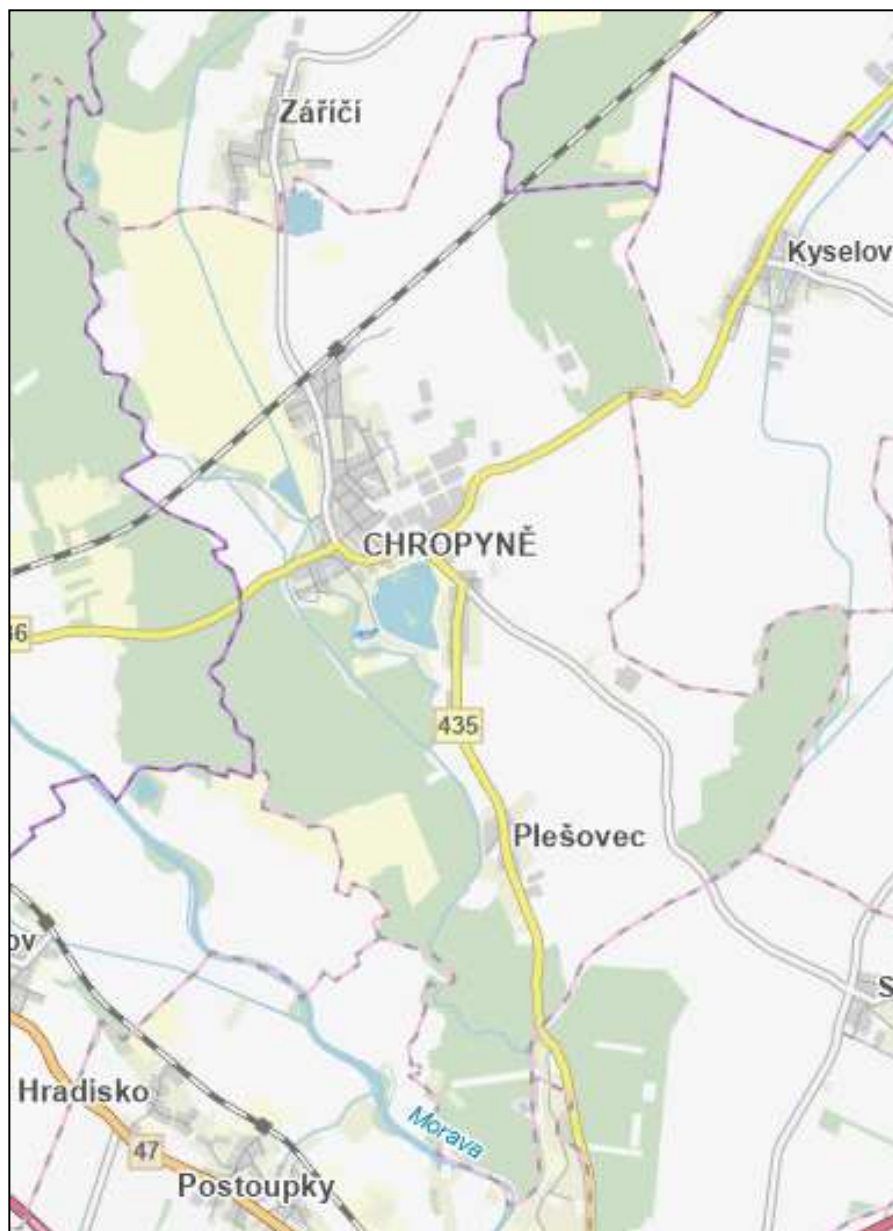 Záříčí
Kyselov
CHROPYNĚ
435
Plešovec
Hradisko
Morava
47
Postoupky